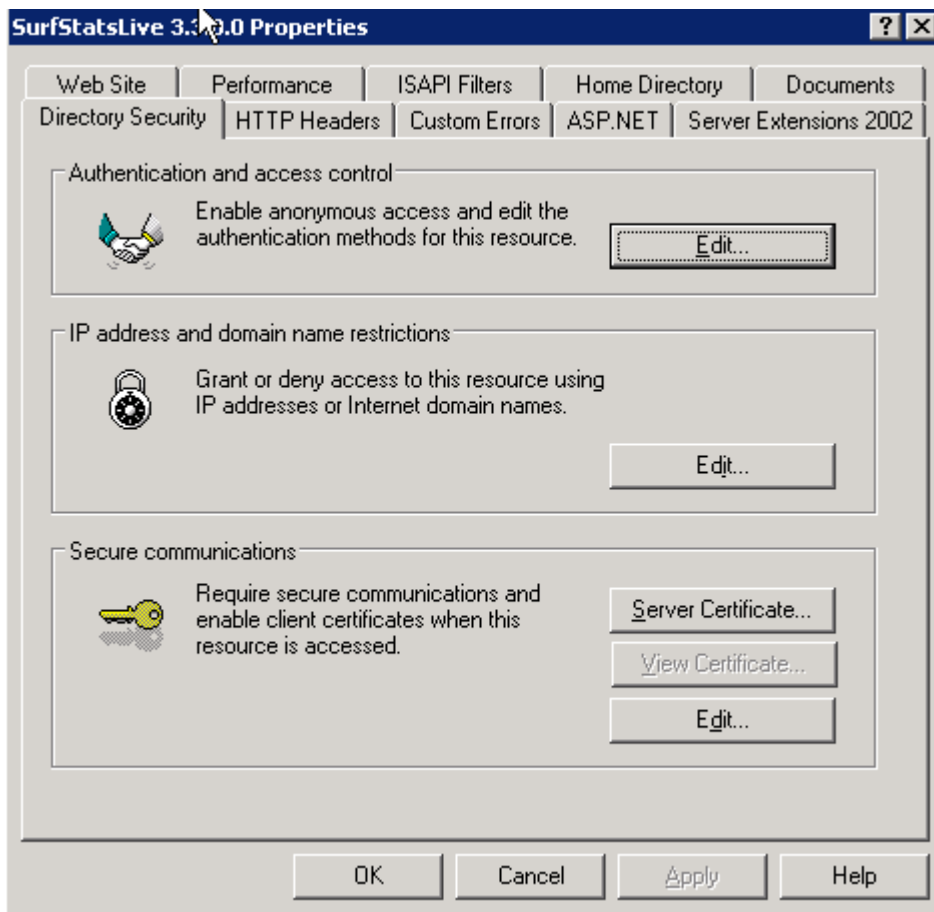 SurfStatsLive 3.3.0.0 Properties
Web Site Performance ISAPI Filters Home Directory Documents
Directory Security HTTP Headers Custom Errors ASP.NET Server Extensions 2002
Authentication and access control
Enable anonymous access and edit the
authentication methods for this resource.
Edit...
IP address and domain name restrictions
Grant or deny access to this resource using
IP addresses or Internet domain names.
Edit...
Secure communications
Require secure communications and
enable client certificates when this
resource is accessed.
Server Certificate...
View Certificate...
Edit...
OK Cancel Apply Help